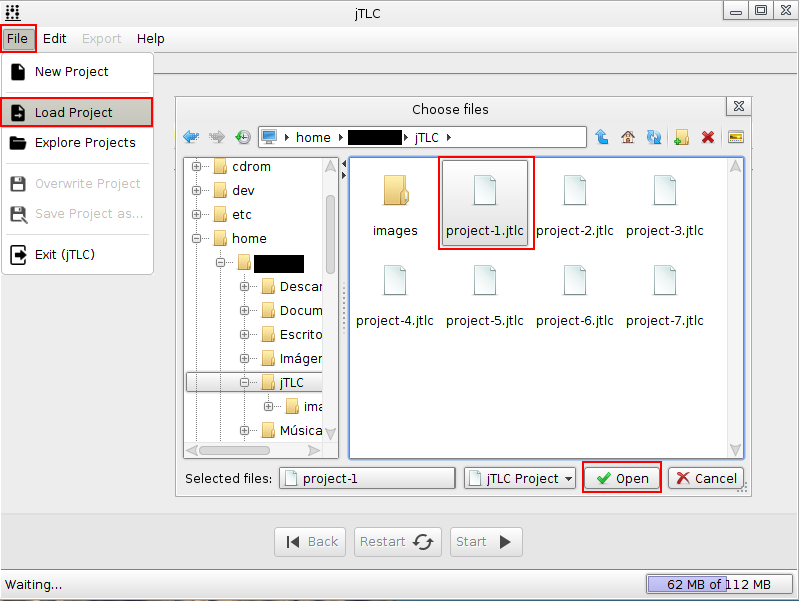 jTLC
File Edit Export Help
New Project
Load Project
Explore Projects
Overwrite Project
Save Project as...
Exit (jTLC)
Choose files
home jTLC
cdrom
dev
etc
home
Descar
Docum
Escrito
Imáger
jTLC
ima
Música
images
project-1.jtlc
project-2.jtlc
project-3.jtlc
project-4.jtlc
project-5.jtlc
project-6.jtlc
project-7.jtlc
Selected files: project-1 jTLC Project Open Cancel
Back Restart Start
Waiting... 62 MB of 112 MB